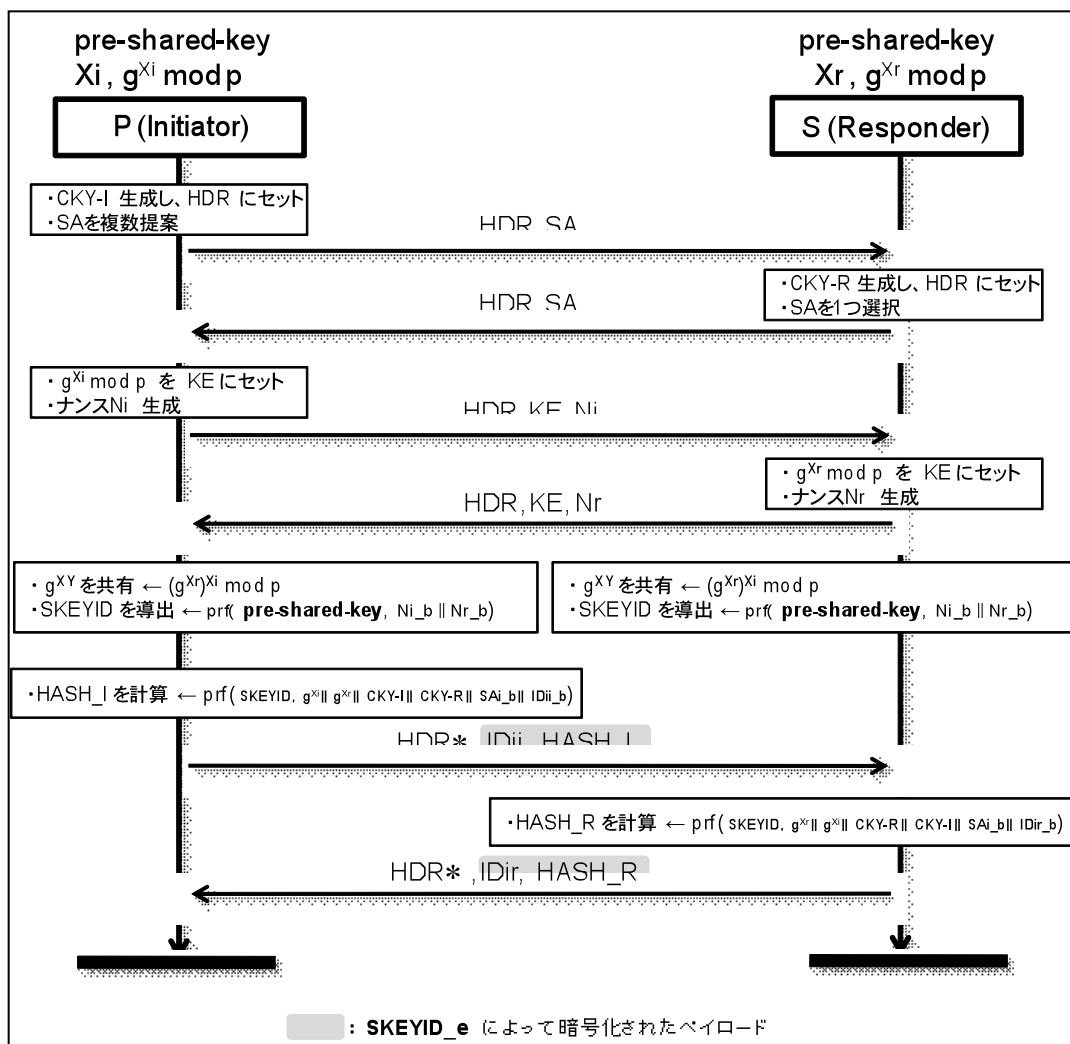 pre-shared-key
Xi , g^Xi mod p
pre-shared-key
Xr , g^Xr mod p
P (Initiator)
S (Responder)
・CKY-I 生成し、HDR にセット
・SAを複数提案
HDR, SA
・CKY-R 生成し、HDR にセット
・SAを1つ選択
HDR, SA
・ g^Xi mod p を KE にセット
・ナンスNi 生成
HDR, KE, Ni
・ g^Xr mod p を KE にセット
・ナンスNr 生成
HDR, KE, Nr
・ g^XY を共有 ← (g^Xr)^Xi mod p
・SKEYID を導出 ← prf( pre-shared-key, Ni_b || Nr_b)
・ g^XY を共有 ← (g^Xr)^Xi mod p
・SKEYID を導出 ← prf( pre-shared-key, Ni_b || Nr_b)
・HASH_I を計算 ← prf( SKEYID, g^Xi || g^Xr || CKY-I || CKY-R || SAi_b || IDii_b)
HDR*, IDii, HASH_I
・HASH_R を計算 ← prf( SKEYID, g^Xr || g^Xi || CKY-R || CKY-I || SAi_b || IDir_b)
HDR* ,IDir, HASH_R
: SKEYID_e によって暗号化されたペイロード